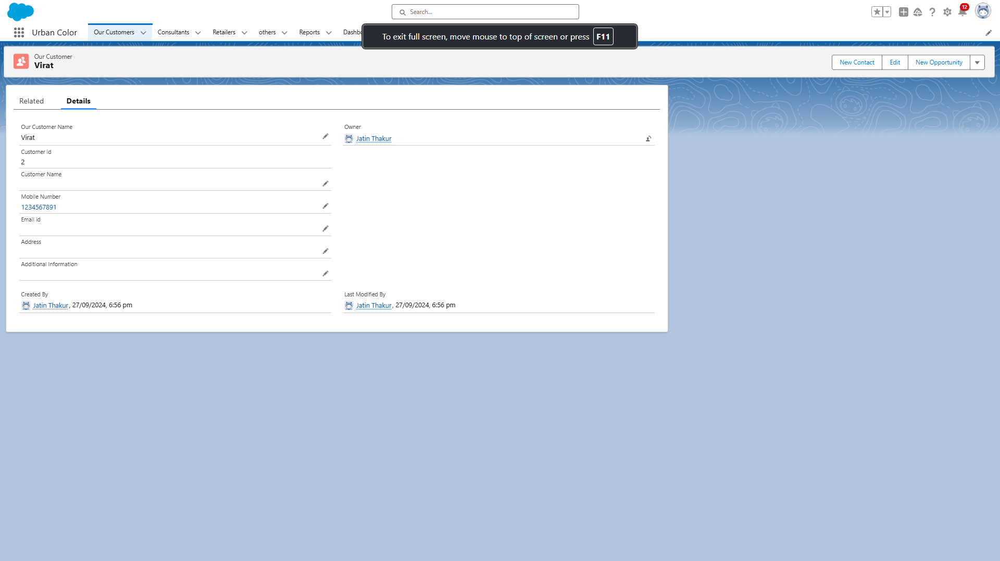 Search...
12
Urban Color
Our Customers
Consultants
Retailers
others
Reports
To exit full screen, move mouse to top of screen or press F11
Our Customer
Virat
New Contact
Edit
New Opportunity
Related
Details
Our Customer Name
Virat
Owner
Jatin Thakur
Customer id
2
Customer Name
Mobile Number
1234567891
Email id
Address
Additional Information
Created By
Jatin Thakur, 27/09/2024, 6:56 pm
Last Modified By
Jatin Thakur, 27/09/2024, 6:56 pm